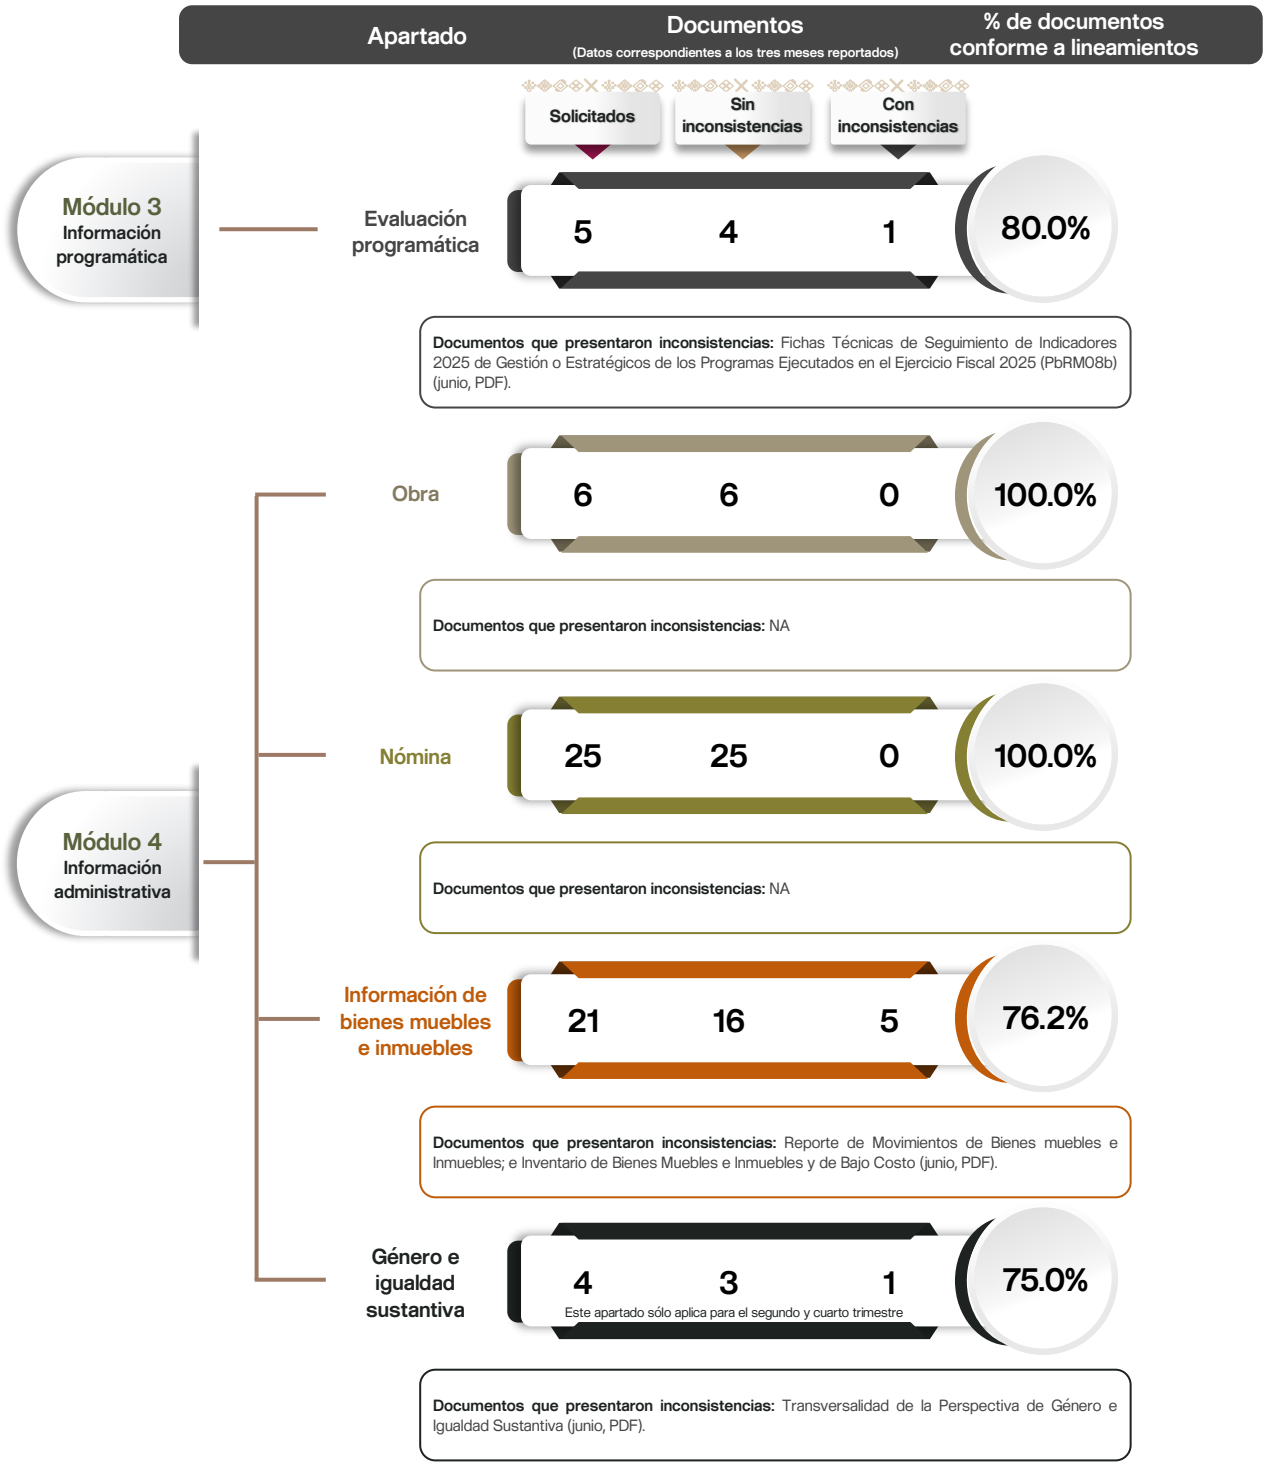 Apartado
Documentos
(Datos correspondientes a los tres meses reportados)
% de documentos
conforme a lineamientos
Solicitados
Sin
inconsistencias
Con
inconsistencias
Módulo 3
Información
programática
Evaluación
programática
5 4 1 80.0%
Documentos que presentaron inconsistencias: Fichas Técnicas de Seguimiento de Indicadores
2025 de Gestión o Estratégicos de los Programas Ejecutados en el Ejercicio Fiscal 2025 (PbRM08b)
(junio, PDF).
Obra
6 6 0 100.0%
Documentos que presentaron inconsistencias: NA
Nómina
25 25 0 100.0%
Módulo 4
Información
administrativa
Documentos que presentaron inconsistencias: NA
Información de
bienes muebles
e inmuebles
21 16 5 76.2%
Documentos que presentaron inconsistencias: Reporte de Movimientos de Bienes muebles e
Inmuebles; e Inventario de Bienes Muebles e Inmuebles y de Bajo Costo (junio, PDF).
Género e
igualdad
sustantiva
4 3 1 75.0%
Este apartado sólo aplica para el segundo y cuarto trimestre
Documentos que presentaron inconsistencias: Transversalidad de la Perspectiva de Género e
Igualdad Sustantiva (junio, PDF).